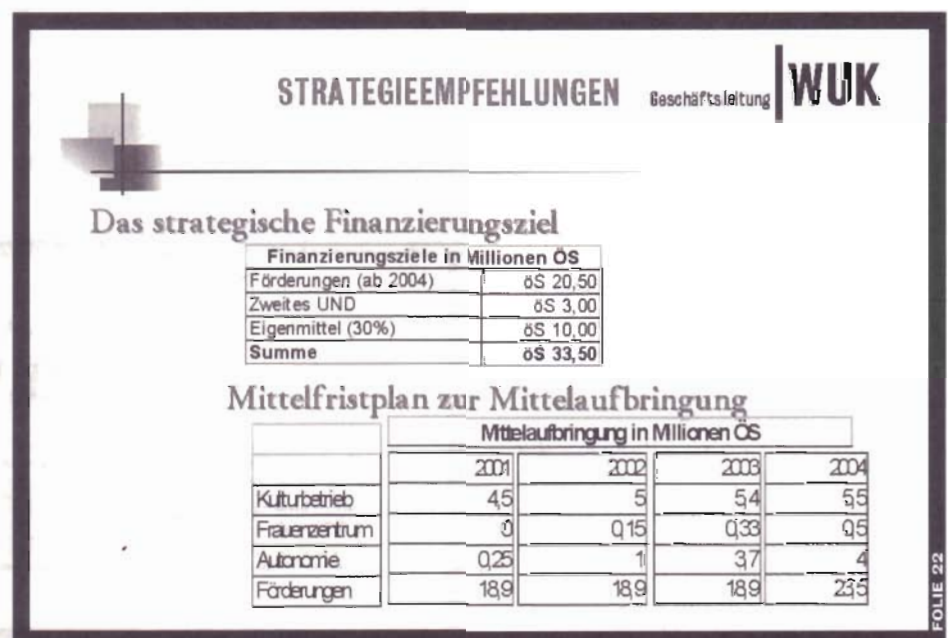 STRATEGIEEMPFEHLUNGEN Geschäftsleitung WUK
Das strategische Finanzierungsziel
Finanzierungsziele in Millionen ÖS
Förderungen (ab 2004) öS 20,50
Zweites UND öS 3,00
Eigenmittel (30%) öS 10,00
Summe öS 33,50
Mittelfristplan zur Mittelaufbringung
Mittelaufbringung in Millionen ÖS
2001 2002 2003 2004
Kulturbetrieb 4,5 5 5,4 5,5
Frauenzentrum 0 0,15 0,33 0,5
Autonomie 0,25 1 3,7 4
Förderungen 18,9 18,9 18,9 23,5
FOLIE 22